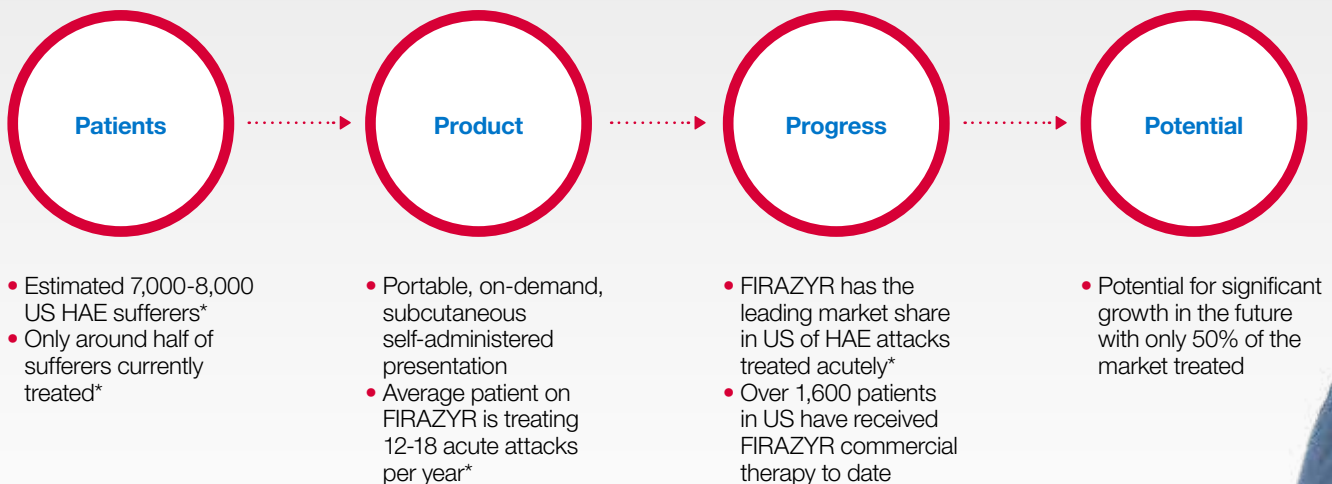 Patients
Product
Progress
Potential
• Estimated 7,000-8,000
US HAE sufferers*
• Only around half of
sufferers currently
treated*
• Portable, on-demand,
subcutaneous
self-administered
presentation
• Average patient on
FIRAZYR is treating
12-18 acute attacks
per year*
• FIRAZYR has the
leading market share
in US of HAE attacks
treated acutely*
• Over 1,600 patients
in US have received
FIRAZYR commercial
therapy to date
• Potential for significant
growth in the future
with only 50% of the
market treated